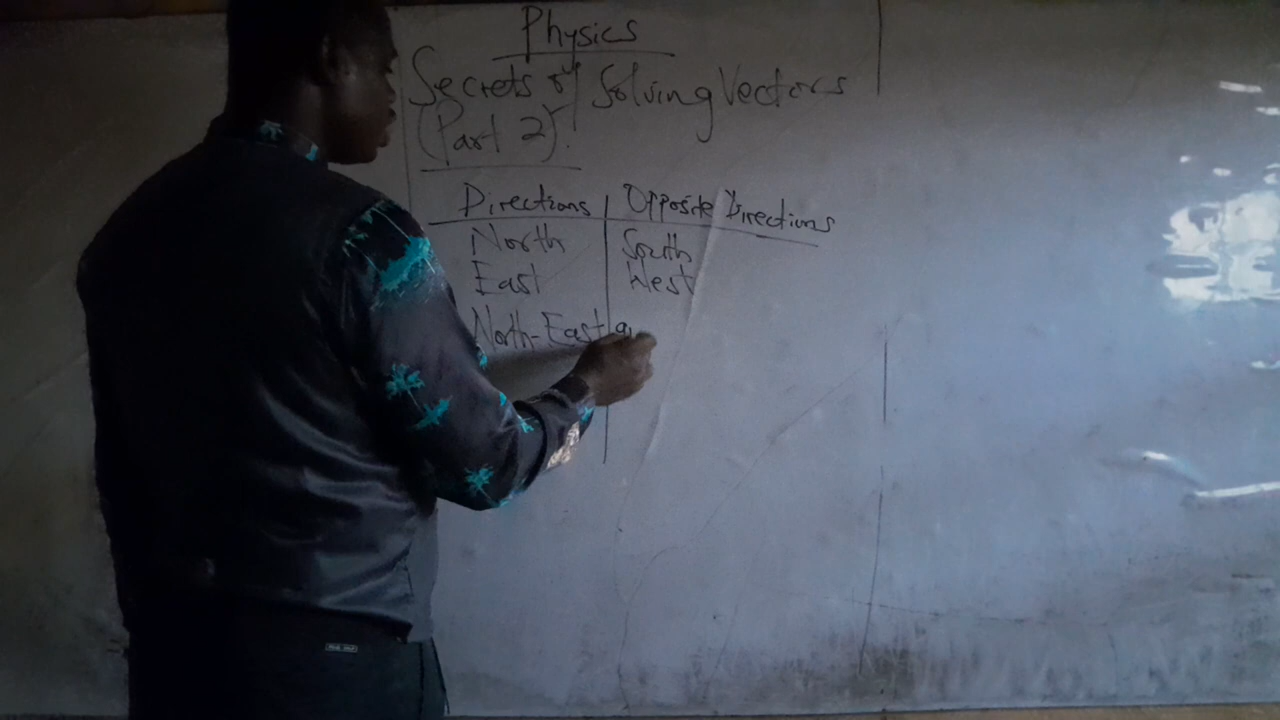 Physics
Secrets of Solving Vectors
(Part 2).
Directions Opposite Directions
North South
East West
North-East